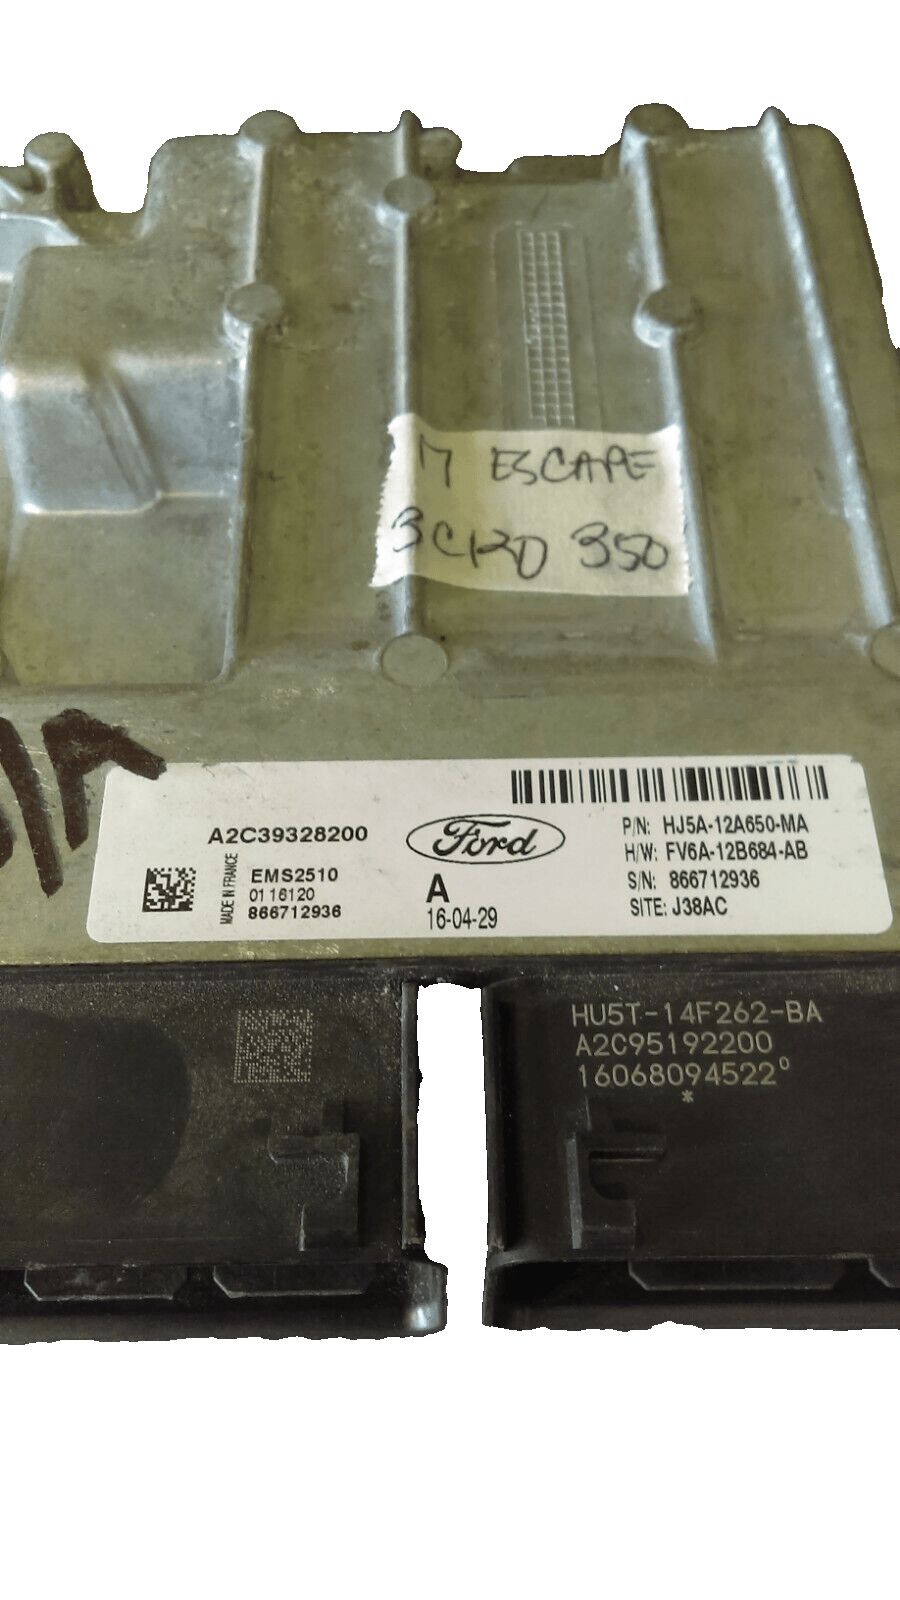 17 ESCAPE
3C120 350
A2C39328200
MADE IN FRANCE
EMS2510
01 16120
866712936
Ford
A
16-04-29
P/N: HJ5A-12A650-MA
H/W: FV6A-12B684-AB
S/N: 866712936
SITE: J38AC
HU5T-14F262-BA
A2C95192200
16068094522⁰
*